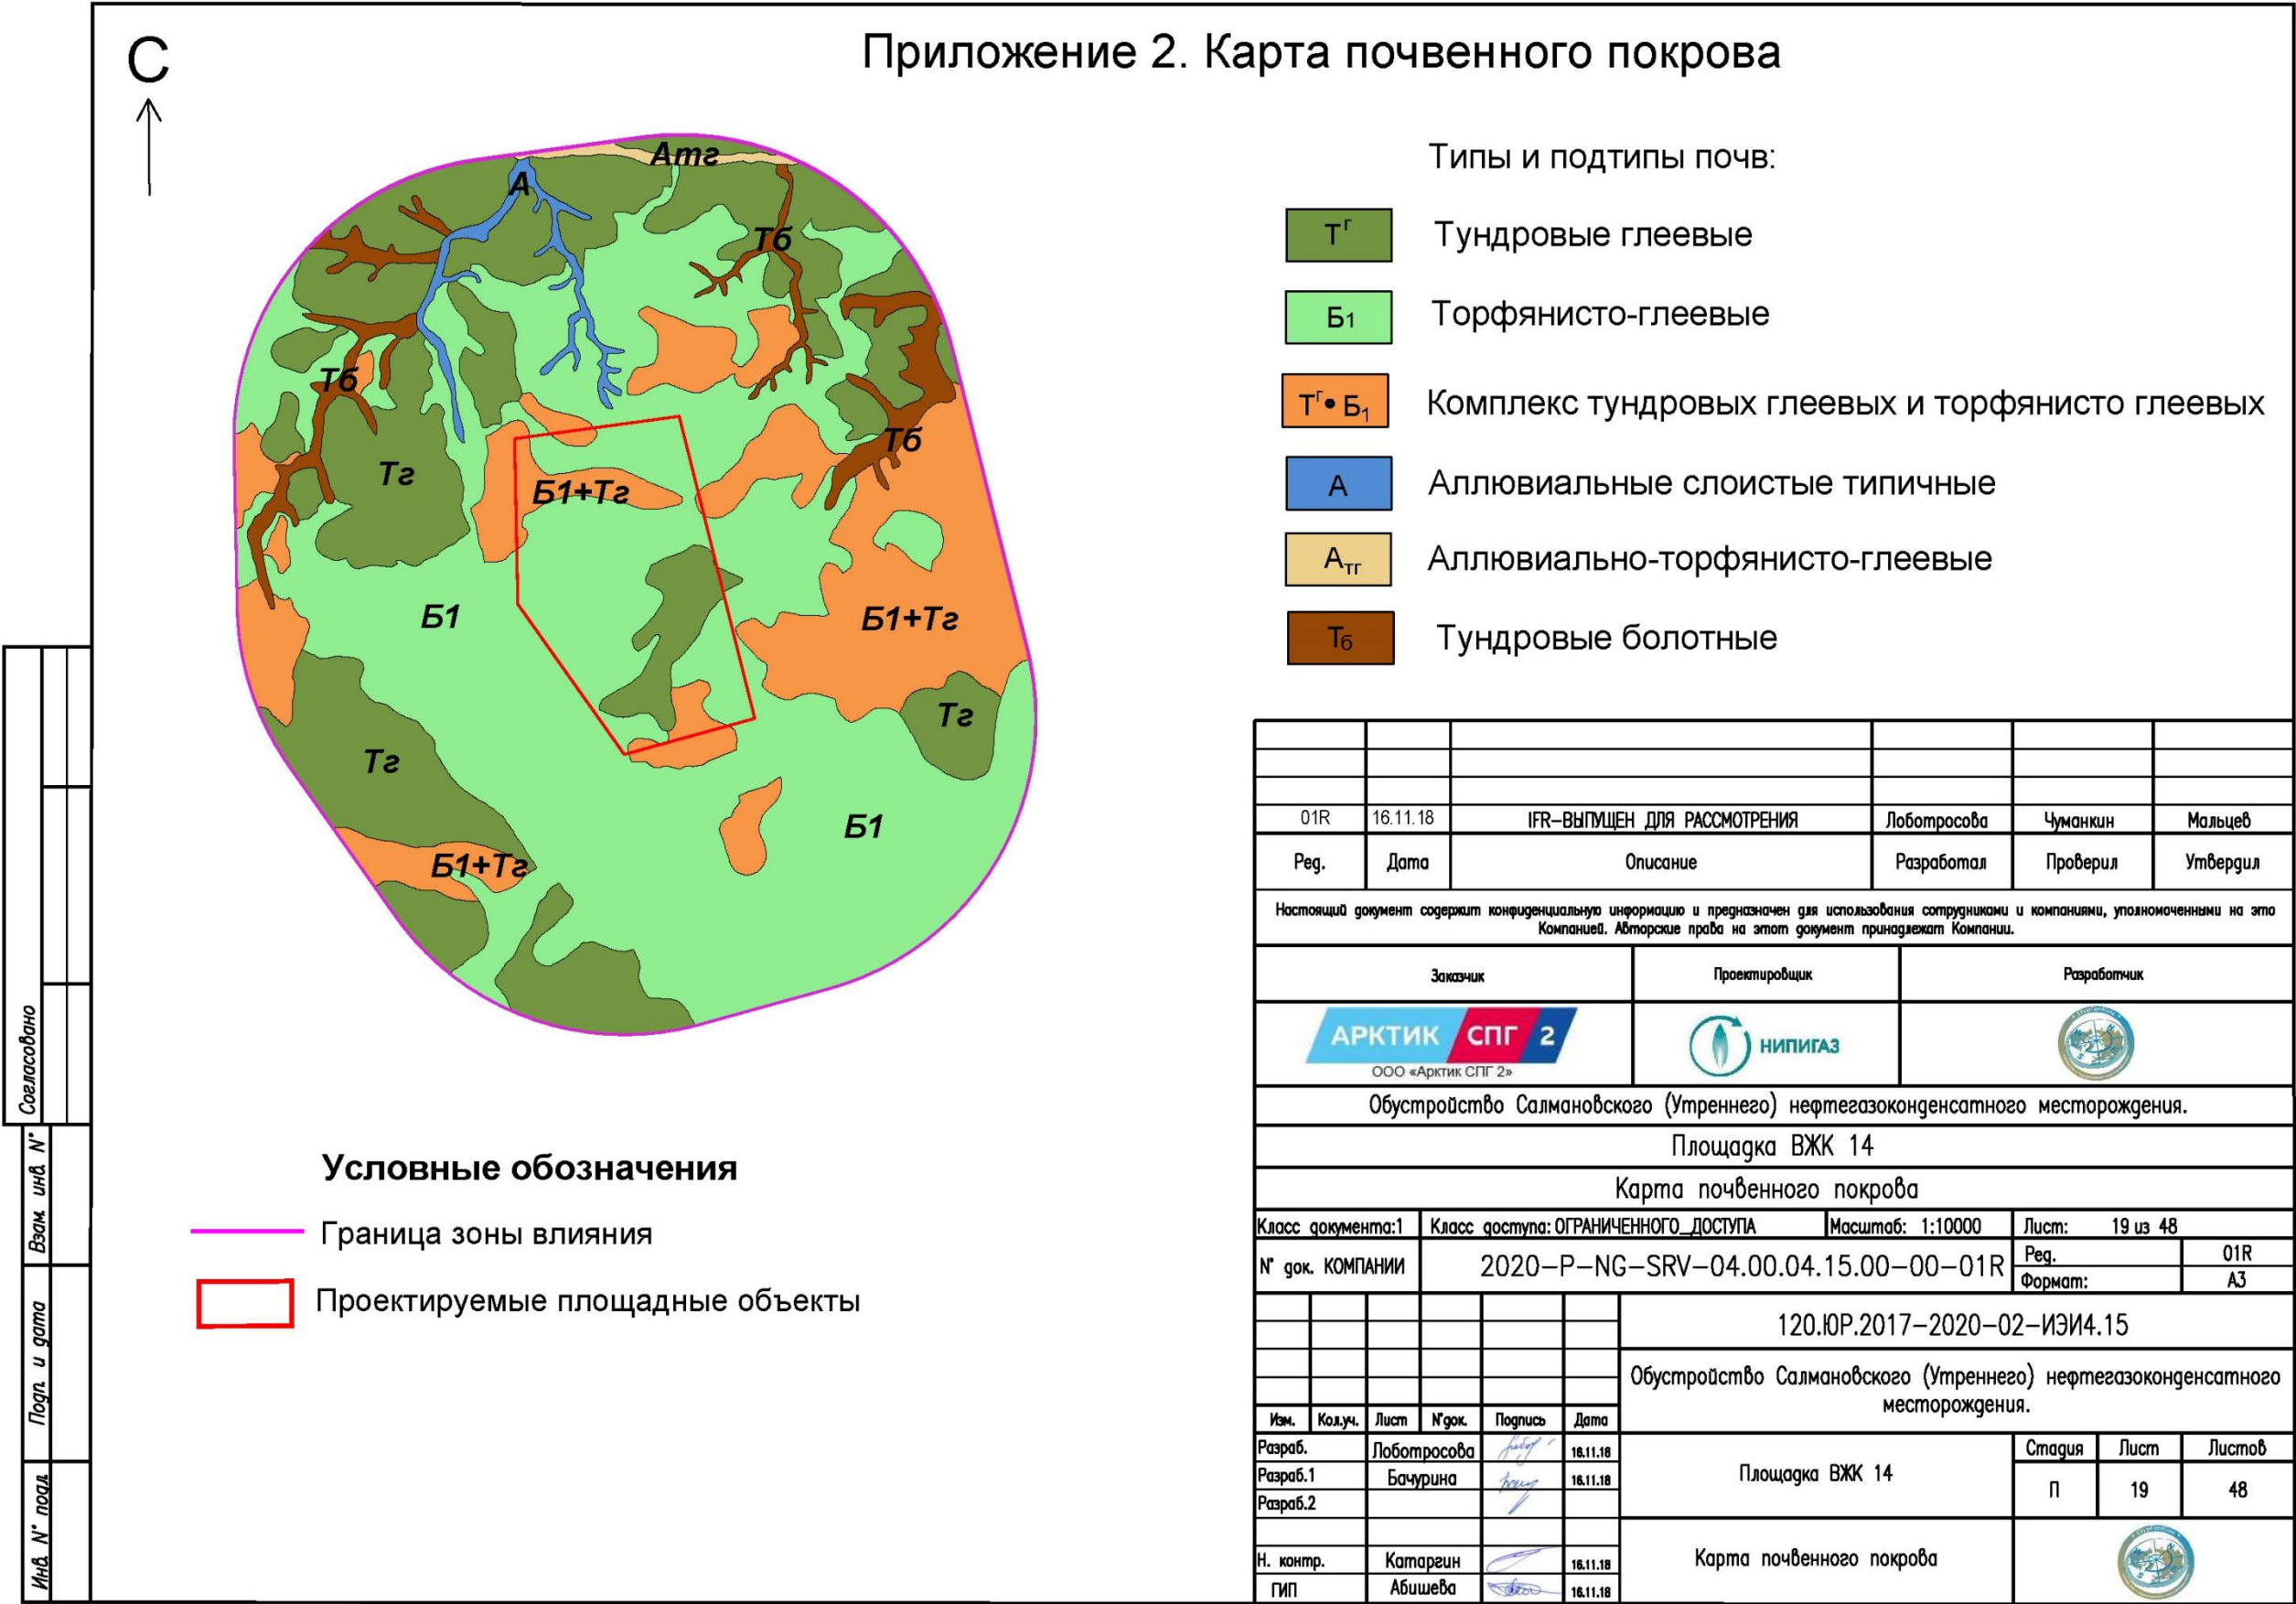 С
Приложение 2. Карта почвенного покрова
Типы и подтипы почв:
Тᴳ Тундровые глеевые
Б₁ Торфянисто-глеевые
Тᴳ•Б₁ Комплекс тундровых глеевых и торфянисто глеевых
А Аллювиальные слоистые типичные
Aтг Аллювиально-торфянисто-глеевые
Тб Тундровые болотные
Атг
А
Тб
Тб
Тб
Тг
Б1+Тг
Б1
Б1+Тг
Тг
Тг
Б1
Б1+Тг
Условные обозначения
Граница зоны влияния
Проектируемые площадные объекты
Согласовано
Взам. инв. N°
Подп. и дата
Инв. N° подл.
01R 16.11.18 IFR-ВЫПУЩЕН ДЛЯ РАССМОТРЕНИЯ Лоботросова Чуманкин Мальцев
Ред. Дата Описание Разработал Проверил Утвердил
Настоящий документ содержит конфиденциальную информацию и предназначен для использования сотрудниками и компаниями, уполномоченными на это
Компанией. Авторские права на этот документ принадлежат Компании.
Заказчик Проектировщик Разработчик
АРКТИК СПГ 2
ООО «Арктик СПГ 2»
НИПИГАЗ
Обустройство Салмановского (Утреннего) нефтегазоконденсатного месторождения.
Площадка ВЖК 14
Карта почвенного покрова
Класс документа:1 Класс доступа: ОГРАНИЧЕННОГО_ДОСТУПА Масштаб: 1:10000 Лист: 19 из 48
N° док. КОМПАНИИ 2020-P-NG-SRV-04.00.04.15.00-00-01R Ред. 01R
Формат: А3
120.ЮР.2017-2020-02-ИЭИ4.15
Обустройство Салмановского (Утреннего) нефтегазоконденсатного
месторождения.
Изм. Кол.уч. Лист N°док. Подпись Дата
Разраб. Лоботросова 16.11.18
Разраб.1 Бачурина 16.11.18
Разраб.2
Площадка ВЖК 14
Стадия Лист Листов
П 19 48
Н. контр. Катаргин 16.11.18
ГИП Абишева 16.11.18
Карта почвенного покрова